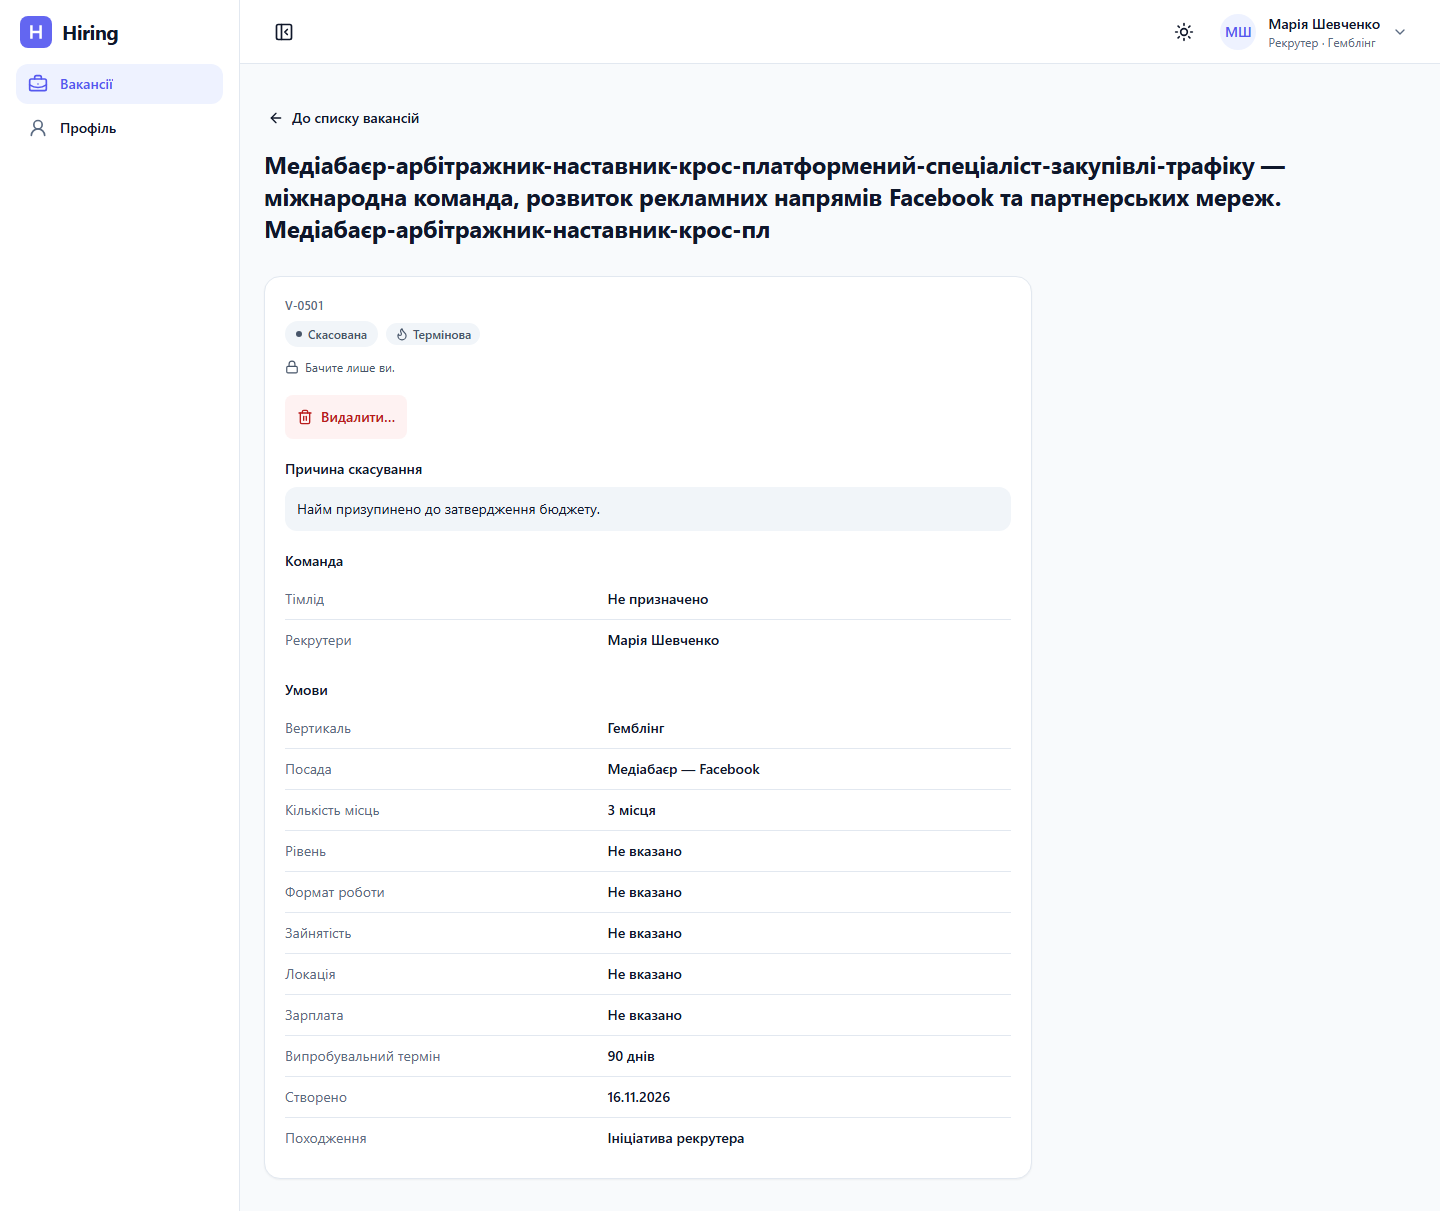 H Hiring
Вакансії
Профіль
МШ
Марія Шевченко
Рекрутер · Гемблінг
До списку вакансій
Медіабаєр-арбітражник-наставник-крос-платформений-спеціаліст-закупівлі-трафіку —
міжнародна команда, розвиток рекламних напрямів Facebook та партнерських мереж.
Медіабаєр-арбітражник-наставник-крос-пл
V-0501
Скасована
Термінова
Бачите лише ви.
Видалити...
Причина скасування
Найм призупинено до затвердження бюджету.
Команда
Тімлід Не призначено
Рекрутери Марія Шевченко
Умови
Вертикаль Гемблінг
Посада Медіабаєр — Facebook
Кількість місць 3 місця
Рівень Не вказано
Формат роботи Не вказано
Зайнятість Не вказано
Локація Не вказано
Зарплата Не вказано
Випробувальний термін 90 днів
Створено 16.11.2026
Походження Ініціатива рекрутера